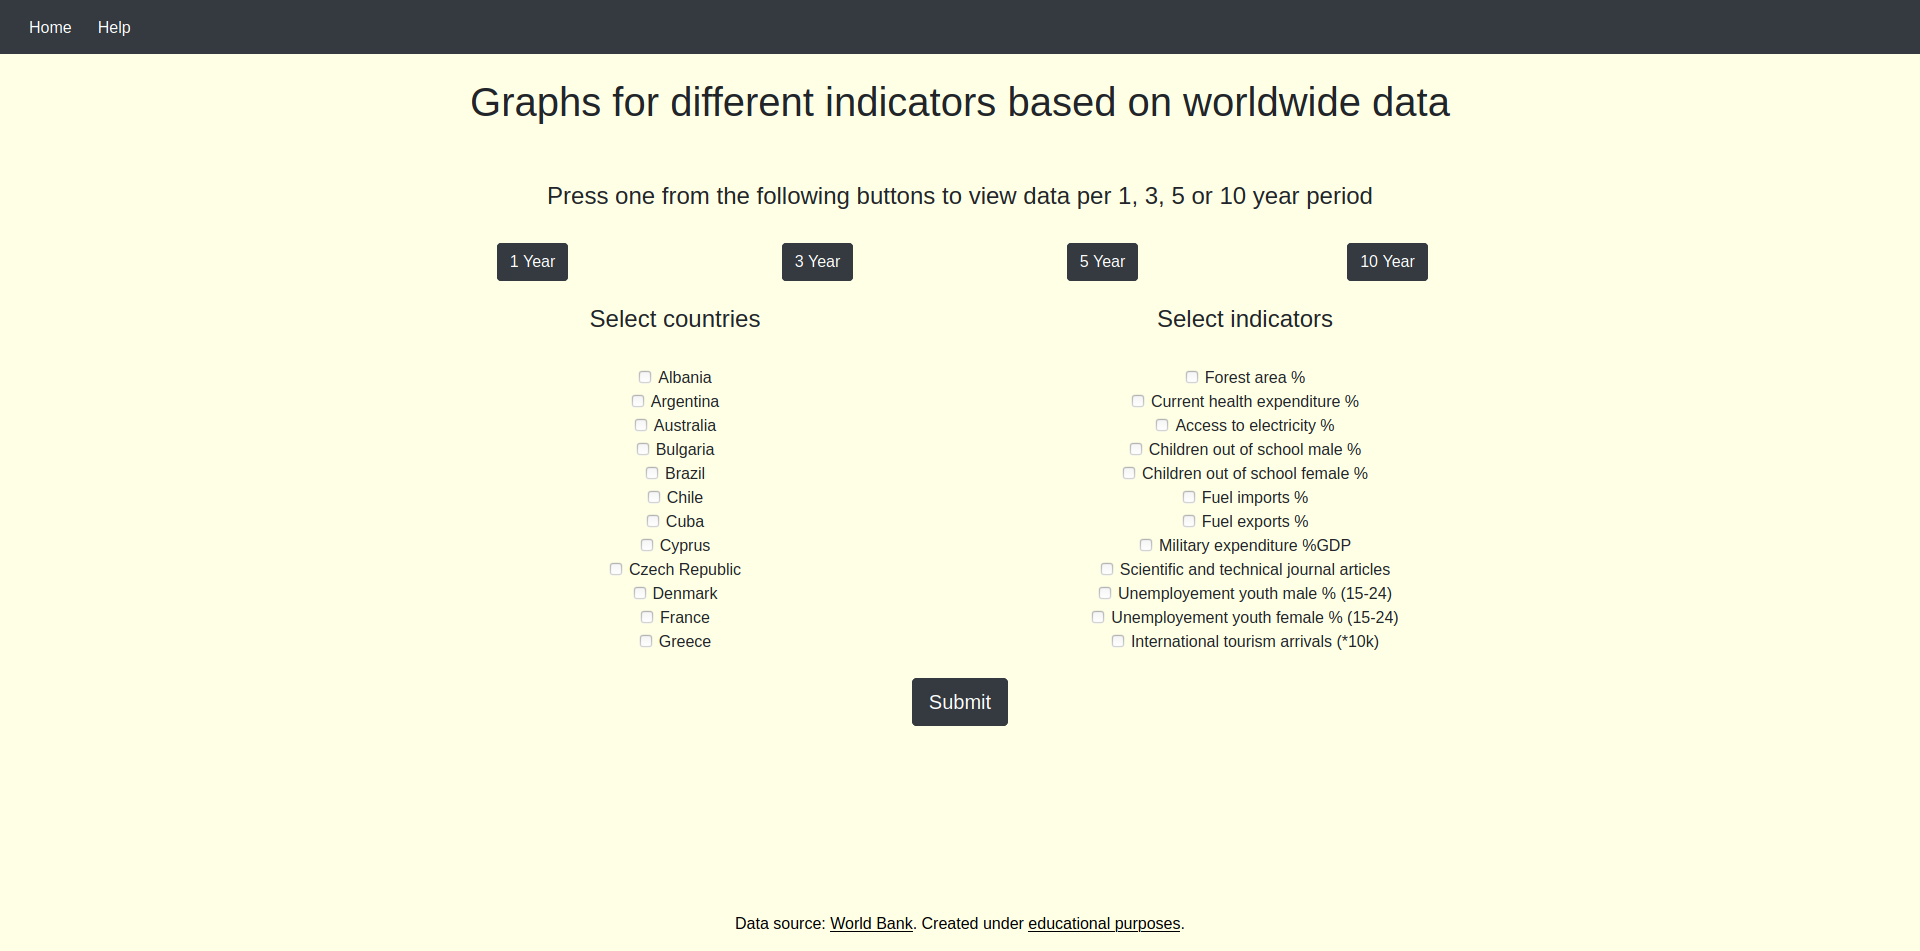 Home Help
Graphs for different indicators based on worldwide data
Press one from the following buttons to view data per 1, 3, 5 or 10 year period
1 Year 3 Year 5 Year 10 Year
Select countries
Albania
Argentina
Australia
Bulgaria
Brazil
Chile
Cuba
Cyprus
Czech Republic
Denmark
France
Greece
Select indicators
Forest area %
Current health expenditure %
Access to electricity %
Children out of school male %
Children out of school female %
Fuel imports %
Fuel exports %
Military expenditure %GDP
Scientific and technical journal articles
Unemployement youth male % (15-24)
Unemployement youth female % (15-24)
International tourism arrivals (*10k)
Submit
Data source: World Bank. Created under educational purposes.